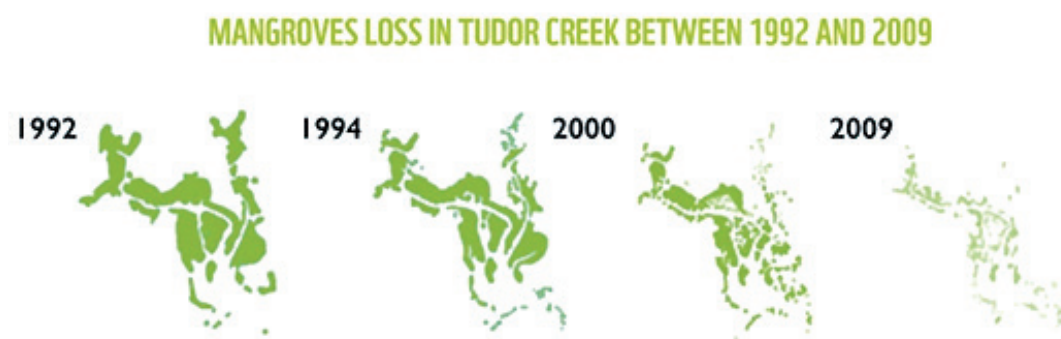 MANGROVES LOSS IN TUDOR CREEK BETWEEN 1992 AND 2009
1992
1994
2000
2009